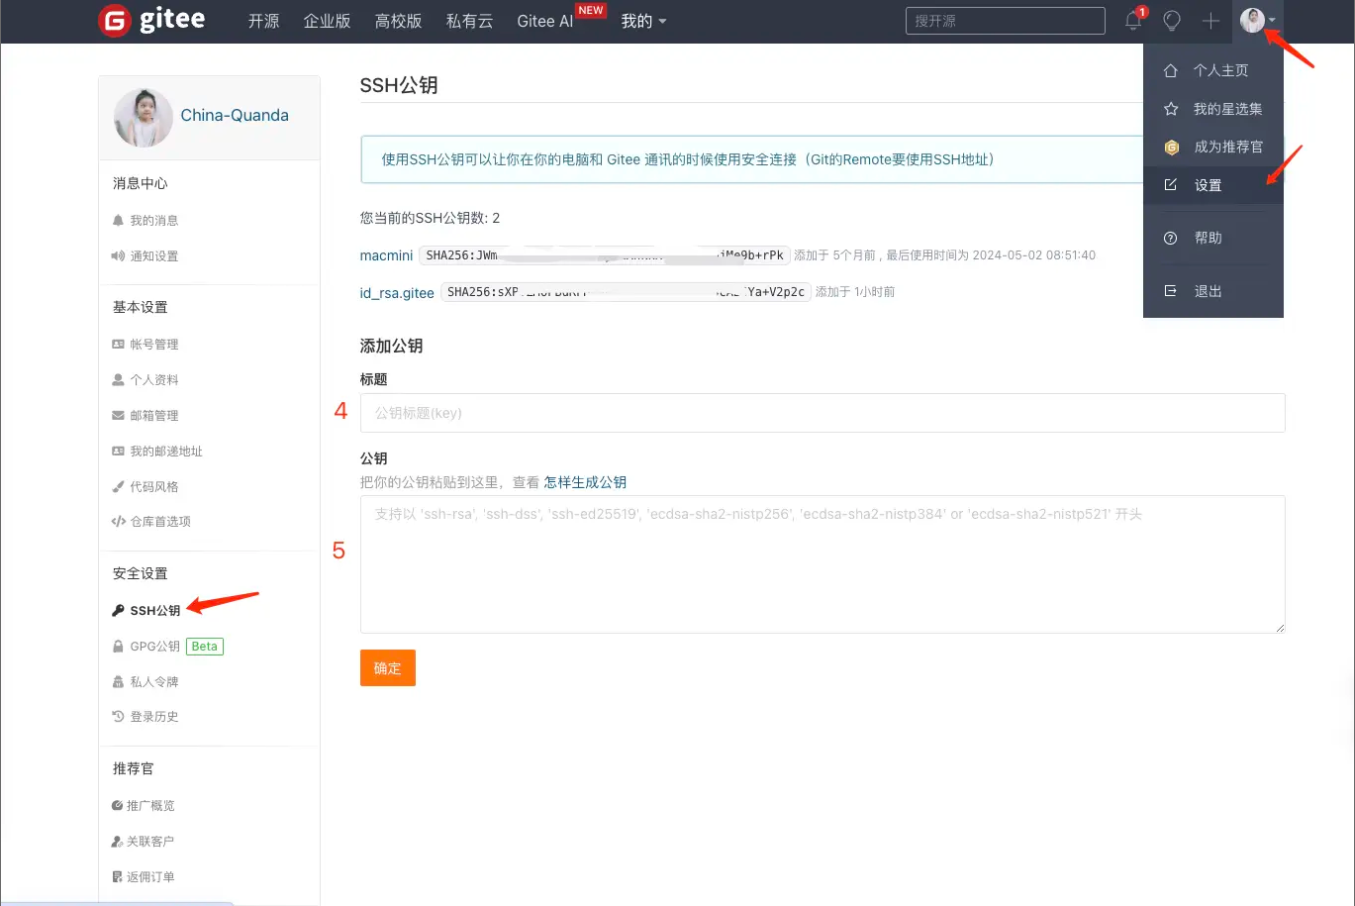 gitee 开源 企业版 高校版 私有云 Gitee AI NEW 我的 搜开源 1
个人主页
我的星选集
成为推荐官
设置
帮助
退出
China-Quanda
消息中心
我的消息
通知设置
基本设置
帐号管理
个人资料
邮箱管理
我的邮递地址
代码风格
仓库首选项
安全设置
SSH公钥
GPG公钥 Beta
私人令牌
登录历史
推荐官
推广概览
关联客户
返佣订单
SSH公钥
使用SSH公钥可以让你在你的电脑和 Gitee 通讯的时候使用安全连接（Git的Remote要使用SSH地址）
您当前的SSH公钥数: 2
macmini SHA256:JWm Me9b+rPk 添加于 5个月前 , 最后使用时间为 2024-05-02 08:51:40
id_rsa.gitee SHA256:sXP Ya+V2p2c 添加于 1小时前
添加公钥
标题
4 公钥标题(key)
公钥
把你的公钥粘贴到这里，查看 怎样生成公钥
支持以 'ssh-rsa', 'ssh-dss', 'ssh-ed25519', 'ecdsa-sha2-nistp256', 'ecdsa-sha2-nistp384' or 'ecdsa-sha2-nistp521' 开头
5
确定